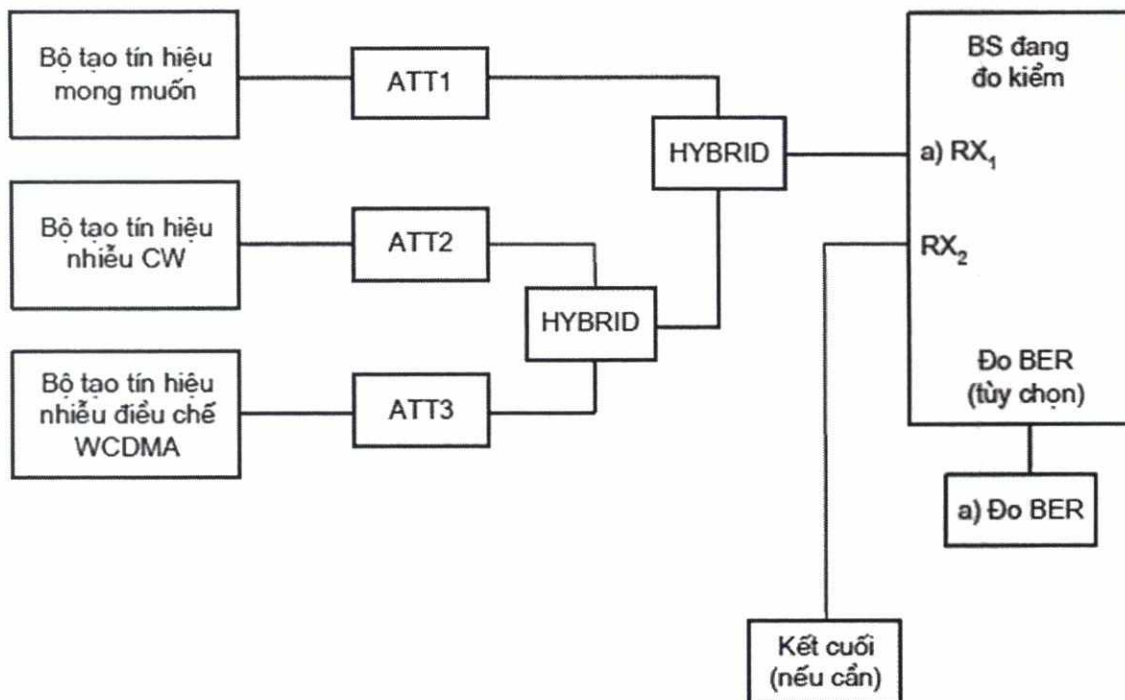 Bộ tạo tín hiệu
mong muốn
ATT1
HYBRID
BS đang
đo kiểm
a) RX₁
Bộ tạo tín hiệu
nhiễu CW
ATT2
RX₂
HYBRID
Bộ tạo tín hiệu
nhiễu điều chế
WCDMA
ATT3
Đo BER
(tùy chọn)
a) Đo BER
Kết cuối
(nếu cần)